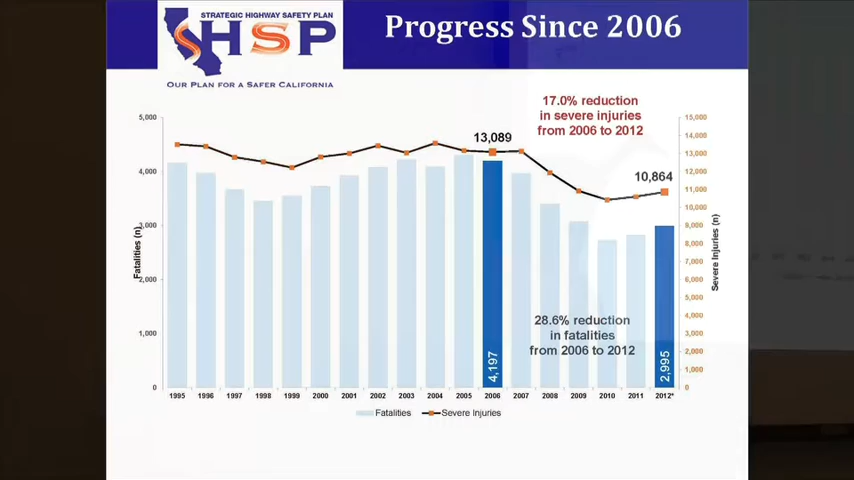 STRATEGIC HIGHWAY SAFETY PLAN
SHSP
OUR PLAN FOR A SAFER CALIFORNIA
Progress Since 2006
17.0% reduction
in severe injuries
from 2006 to 2012
13,089
10,864
5,000
4,000
3,000
2,000
1,000
0
Fatalities (n)
15,000
14,000
13,000
12,000
11,000
10,000
9,000
8,000
7,000
6,000
5,000
4,000
3,000
2,000
1,000
0
Severe Injuries (n)
28.6% reduction
in fatalities
from 2006 to 2012
4,197
2,995
1995 1996 1997 1998 1999 2000 2001 2002 2003 2004 2005 2006 2007 2008 2009 2010 2011 2012*
Fatalities Severe Injuries